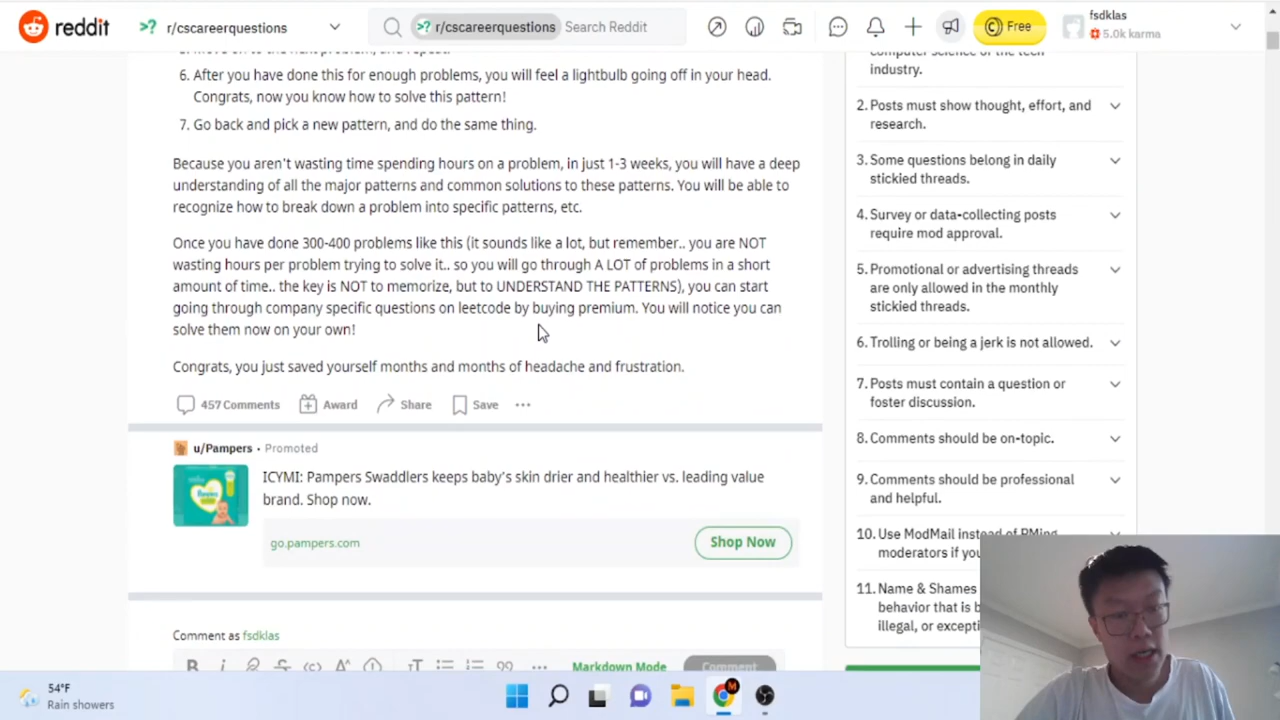 reddit
r/cscareerquestions
r/cscareerquestions Search Reddit
Free
fsdklas
5.0k karma
6. After you have done this for enough problems, you will feel a lightbulb going off in your head.
Congrats, now you know how to solve this pattern!
7. Go back and pick a new pattern, and do the same thing.
Because you aren't wasting time spending hours on a problem, in just 1-3 weeks, you will have a deep
understanding of all the major patterns and common solutions to these patterns. You will be able to
recognize how to break down a problem into specific patterns, etc.
Once you have done 300-400 problems like this (it sounds like a lot, but remember.. you are NOT
wasting hours per problem trying to solve it.. so you will go through A LOT of problems in a short
amount of time.. the key is NOT to memorize, but to UNDERSTAND THE PATTERNS), you can start
going through company specific questions on leetcode by buying premium. You will notice you can
solve them now on your own!
Congrats, you just saved yourself months and months of headache and frustration.
457 Comments Award Share Save
u/Pampers • Promoted
ICYMI: Pampers Swaddlers keeps baby's skin drier and healthier vs. leading value
brand. Shop now.
go.pampers.com
Shop Now
Comment as fsdklas
Markdown Mode
Comment
computer science or the tech
industry.
2. Posts must show thought, effort, and
research.
3. Some questions belong in daily
stickied threads.
4. Survey or data-collecting posts
require mod approval.
5. Promotional or advertising threads
are only allowed in the monthly
stickied threads.
6. Trolling or being a jerk is not allowed.
7. Posts must contain a question or
foster discussion.
8. Comments should be on-topic.
9. Comments should be professional
and helpful.
10. Use ModMail instead of PMing
moderators if you
11. Name & Shames
behavior that is b
illegal, or excepti
54°F
Rain showers